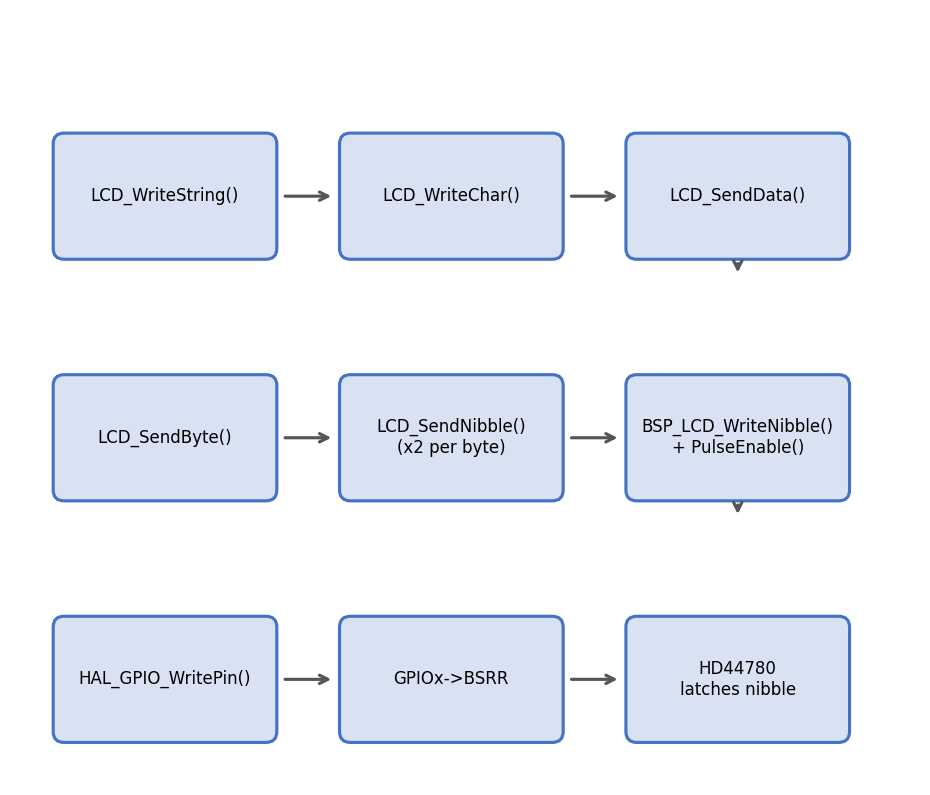 LCD_WriteString()
LCD_WriteChar()
LCD_SendData()
LCD_SendByte()
LCD_SendNibble()
(x2 per byte)
BSP_LCD_WriteNibble()
+ PulseEnable()
HAL_GPIO_WritePin()
GPIOx->BSRR
HD44780
latches nibble